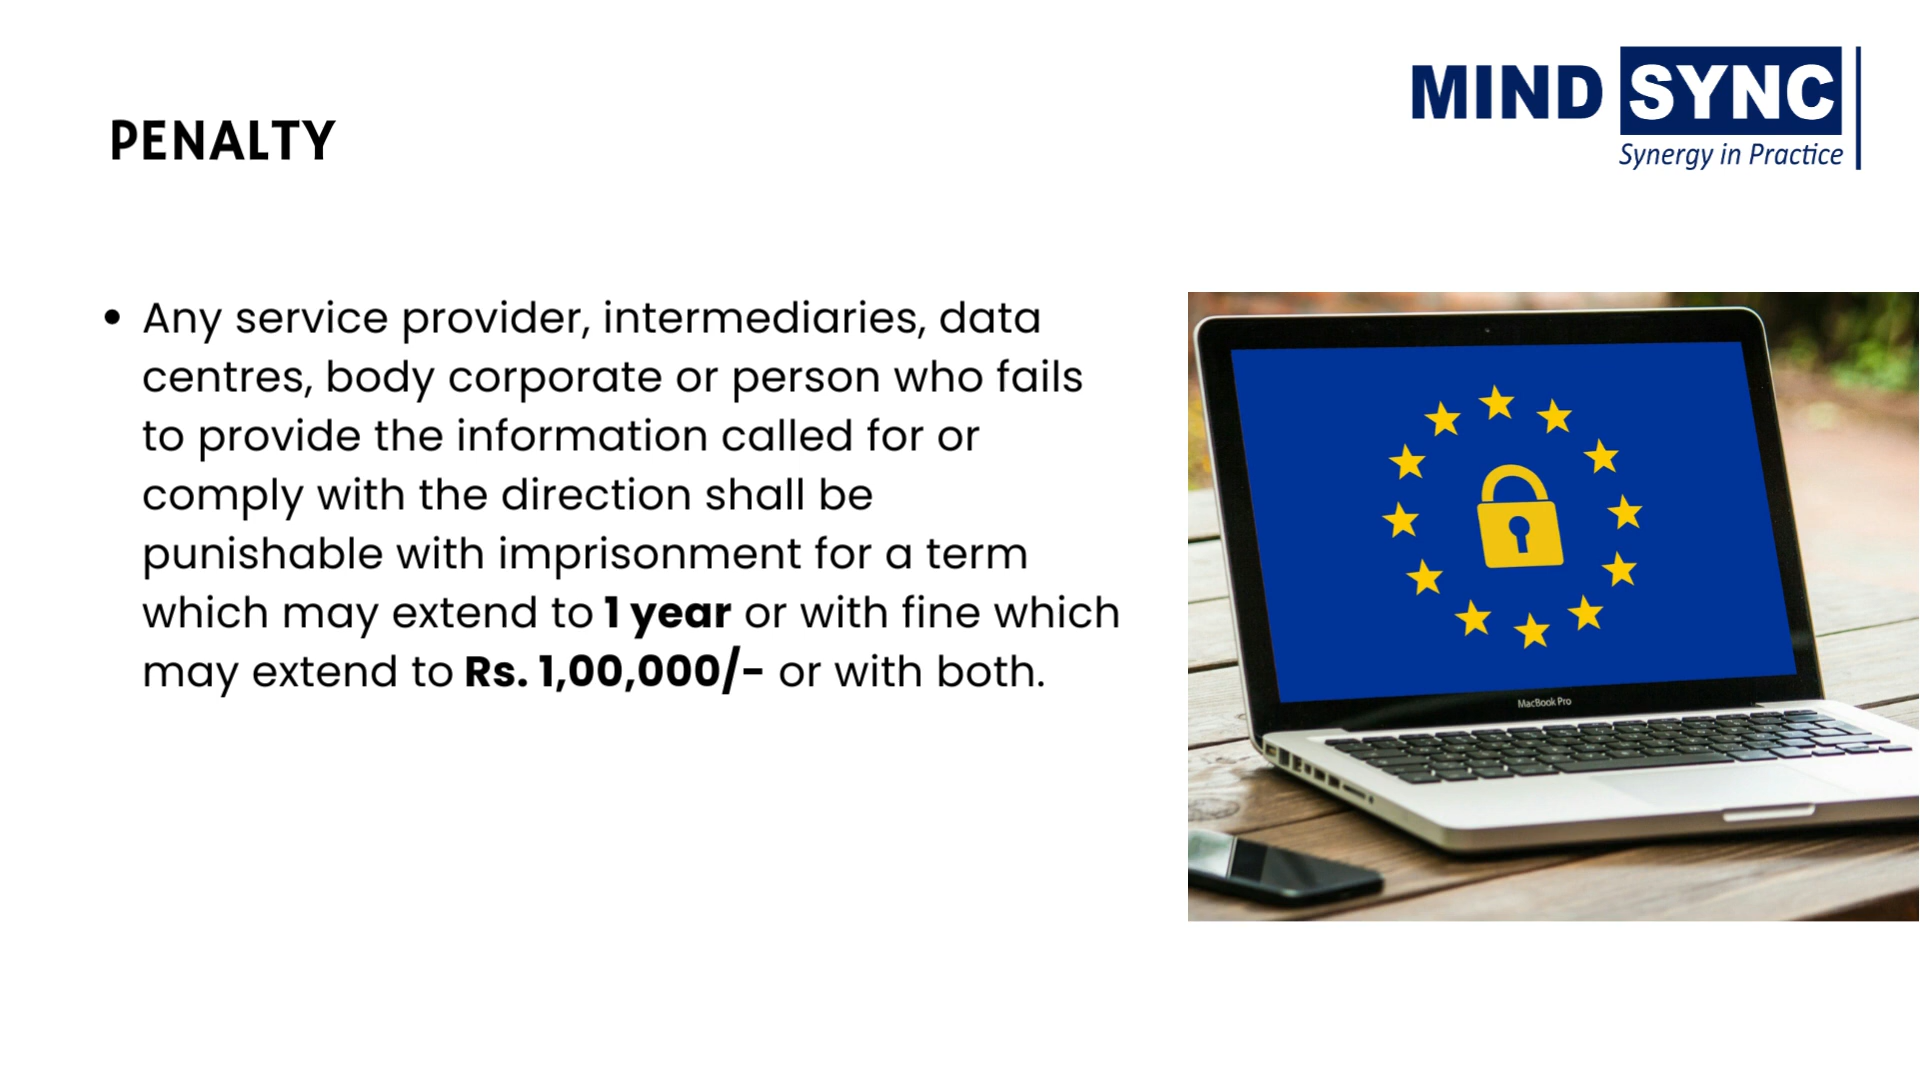 MIND SYNC
Synergy in Practice
PENALTY
• Any service provider, intermediaries, data
centres, body corporate or person who fails
to provide the information called for or
comply with the direction shall be
punishable with imprisonment for a term
which may extend to 1 year or with fine which
may extend to Rs. 1,00,000/- or with both.
MacBook Pro